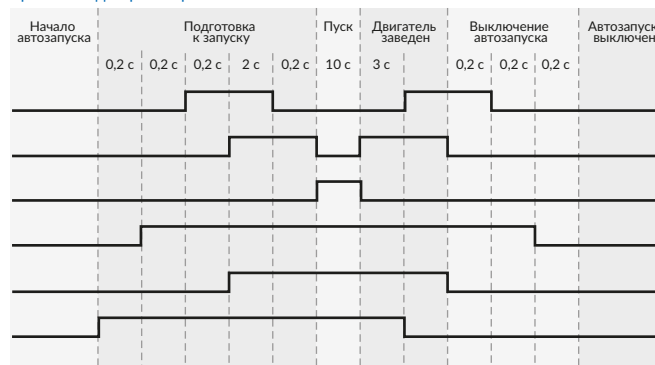 Начало
автозапуска
Подготовка
к запуску
Пуск
Двигатель
заведен
Выключение
автозапуска
Автозапуск
выключен
0,2 с 0,2 с 0,2 с 2 с 0,2 с 10 с 3 с 0,2 с 0,2 с 0,2 с